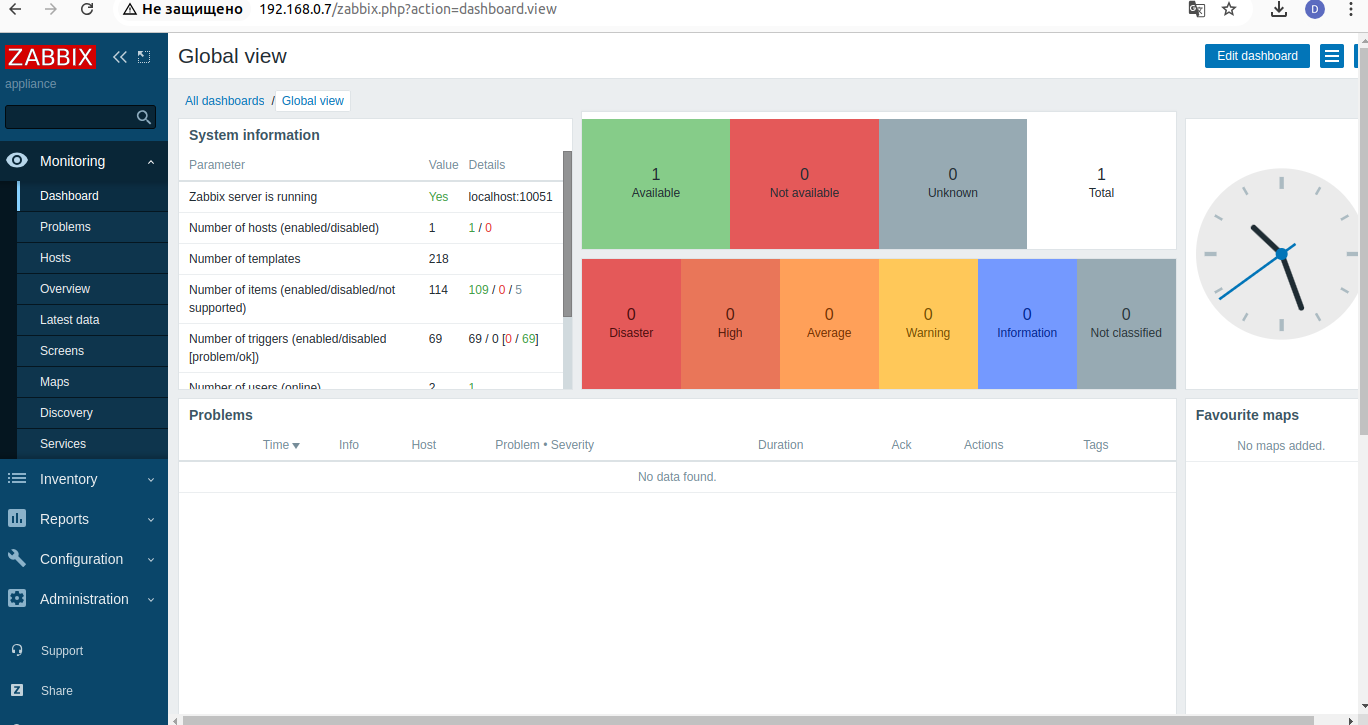 Не защищено 192.168.0.7/zabbix.php?action=dashboard.view
D
ZABBIX
appliance
Monitoring
Dashboard
Problems
Hosts
Overview
Latest data
Screens
Maps
Discovery
Services
Inventory
Reports
Configuration
Administration
Support
Z Share
Global view
Edit dashboard
All dashboards / Global view
System information
Parameter Value Details
Zabbix server is running Yes localhost:10051
Number of hosts (enabled/disabled) 1 1 / 0
Number of templates 218
Number of items (enabled/disabled/not 114 109 / 0 / 5
supported)
Number of triggers (enabled/disabled 69 69 / 0 [0 / 69]
[problem/ok])
Number of users (online) 2 1
1 0 0 1
Available Not available Unknown Total
0 0 0 0 0 0
Disaster High Average Warning Information Not classified
Problems
Time Info Host Problem • Severity Duration Ack Actions Tags
No data found.
Favourite maps
No maps added.